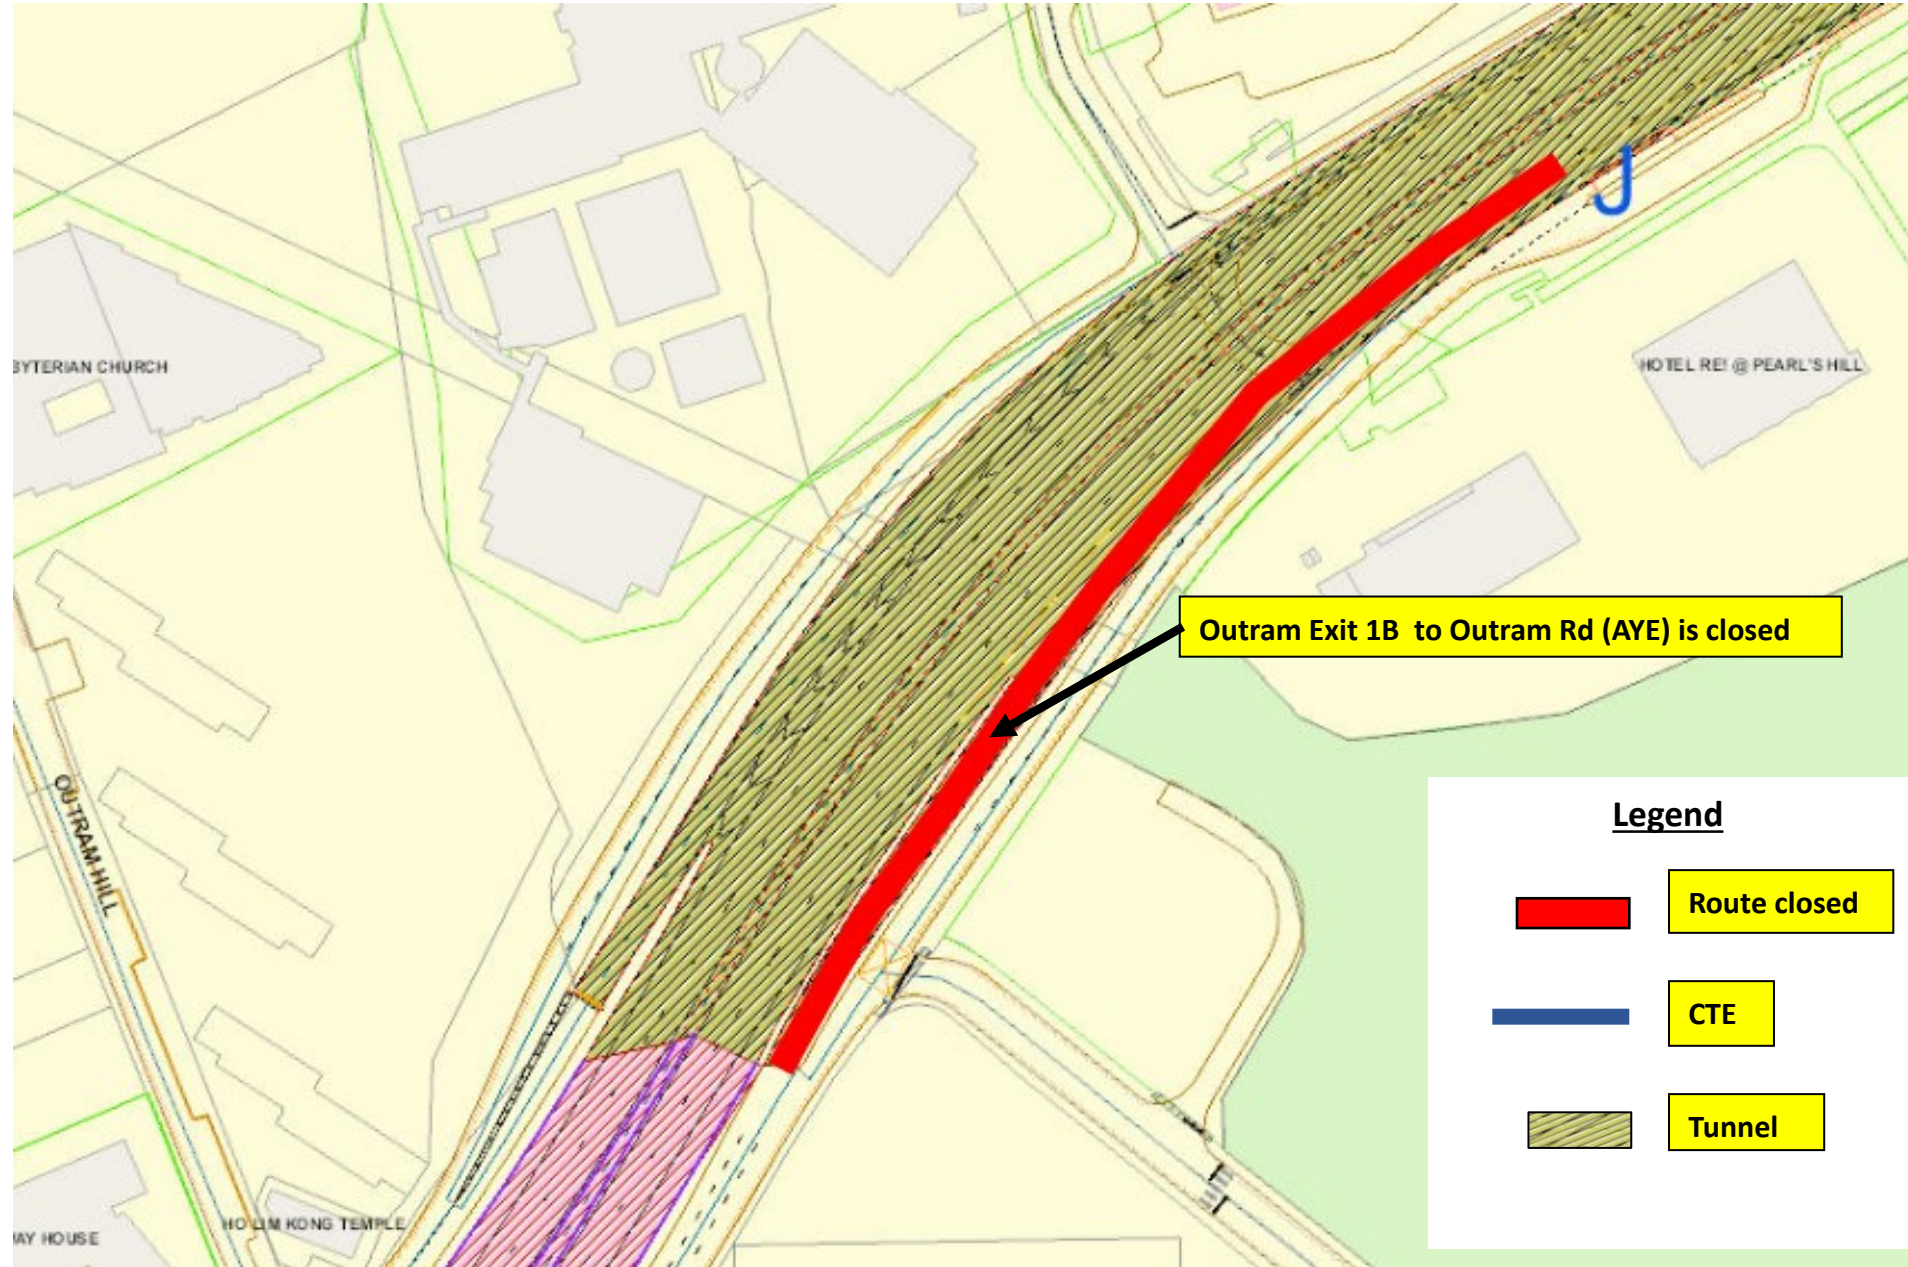 BYTERIAN CHURCH
HOTEL RE! @ PEARL'S HILL
Outram Exit 1B to Outram Rd (AYE) is closed
OUTRAM HILL
Legend
Route closed
CTE
Tunnel
HO LIM KONG TEMPLE
AY HOUSE
J